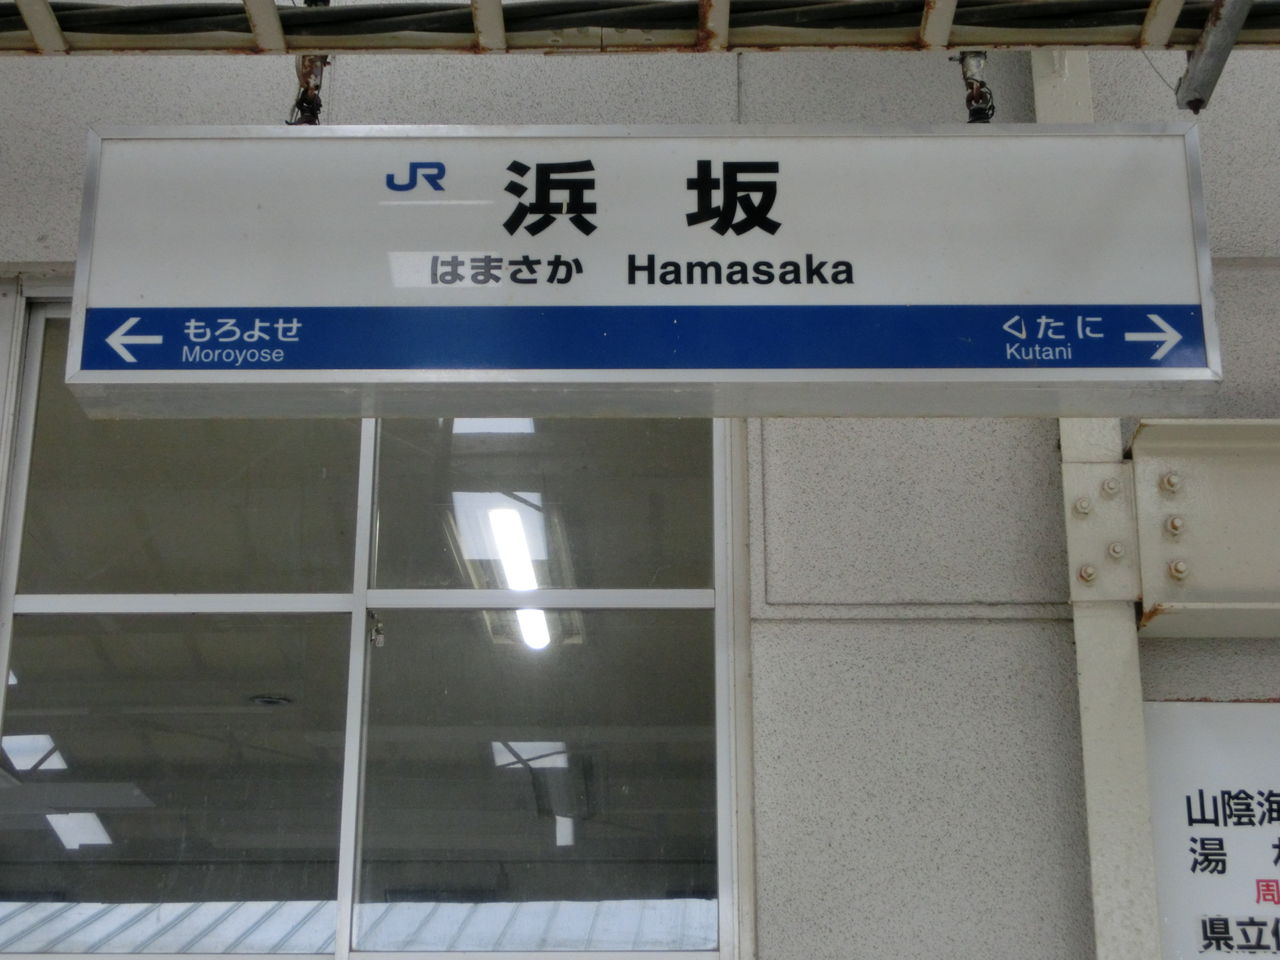 JR 浜坂
はまさか Hamasaka
← もろよせ くたに →
Moroyose Kutani
山陰海
湯
周
県立